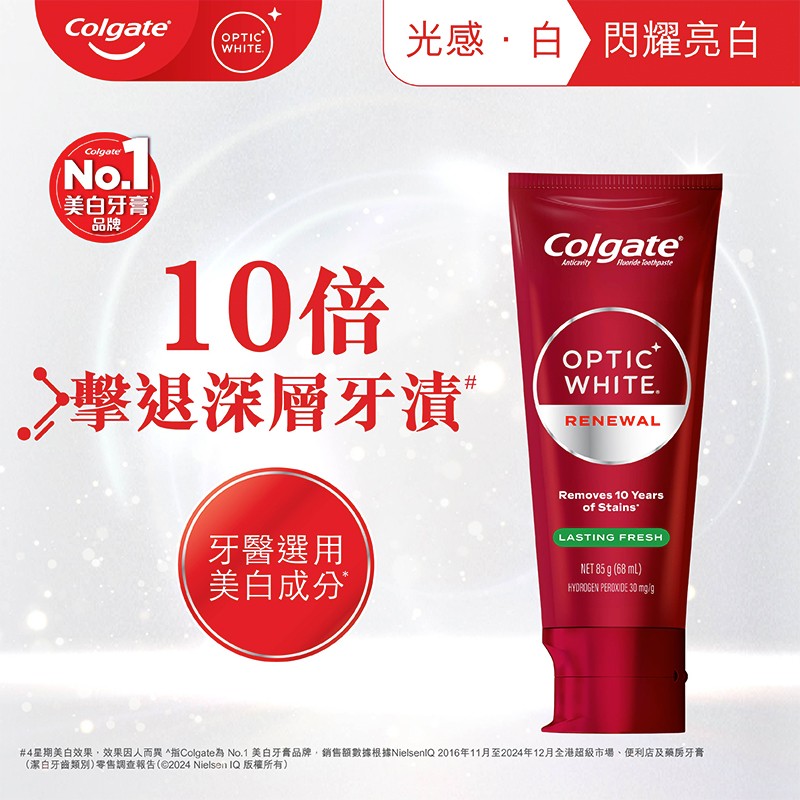 Colgate®
OPTIC
WHITE.
光感・白
閃耀亮白
Colgate
No.1
美白牙膏^
品牌
10倍
擊退深層牙漬#
牙醫選用
美白成分*
Colgate®
Anticavity Fluoride Toothpaste
OPTIC
WHITE®
RENEWAL
Removes 10 Years
of Stains*
LASTING FRESH
NET 85 g (68 mL)
HYDROGEN PEROXIDE 30 mg/g
#4星期美白效果，效果因人而異 ^指Colgate為 No.1 美白牙膏品牌，銷售額數據根據NielsenIQ 2016年11月至2024年12月全港超級市場、便利店及藥房牙膏
（潔白牙齒類別）零售調查報告（©2024 Nielsen IQ 版權所有）